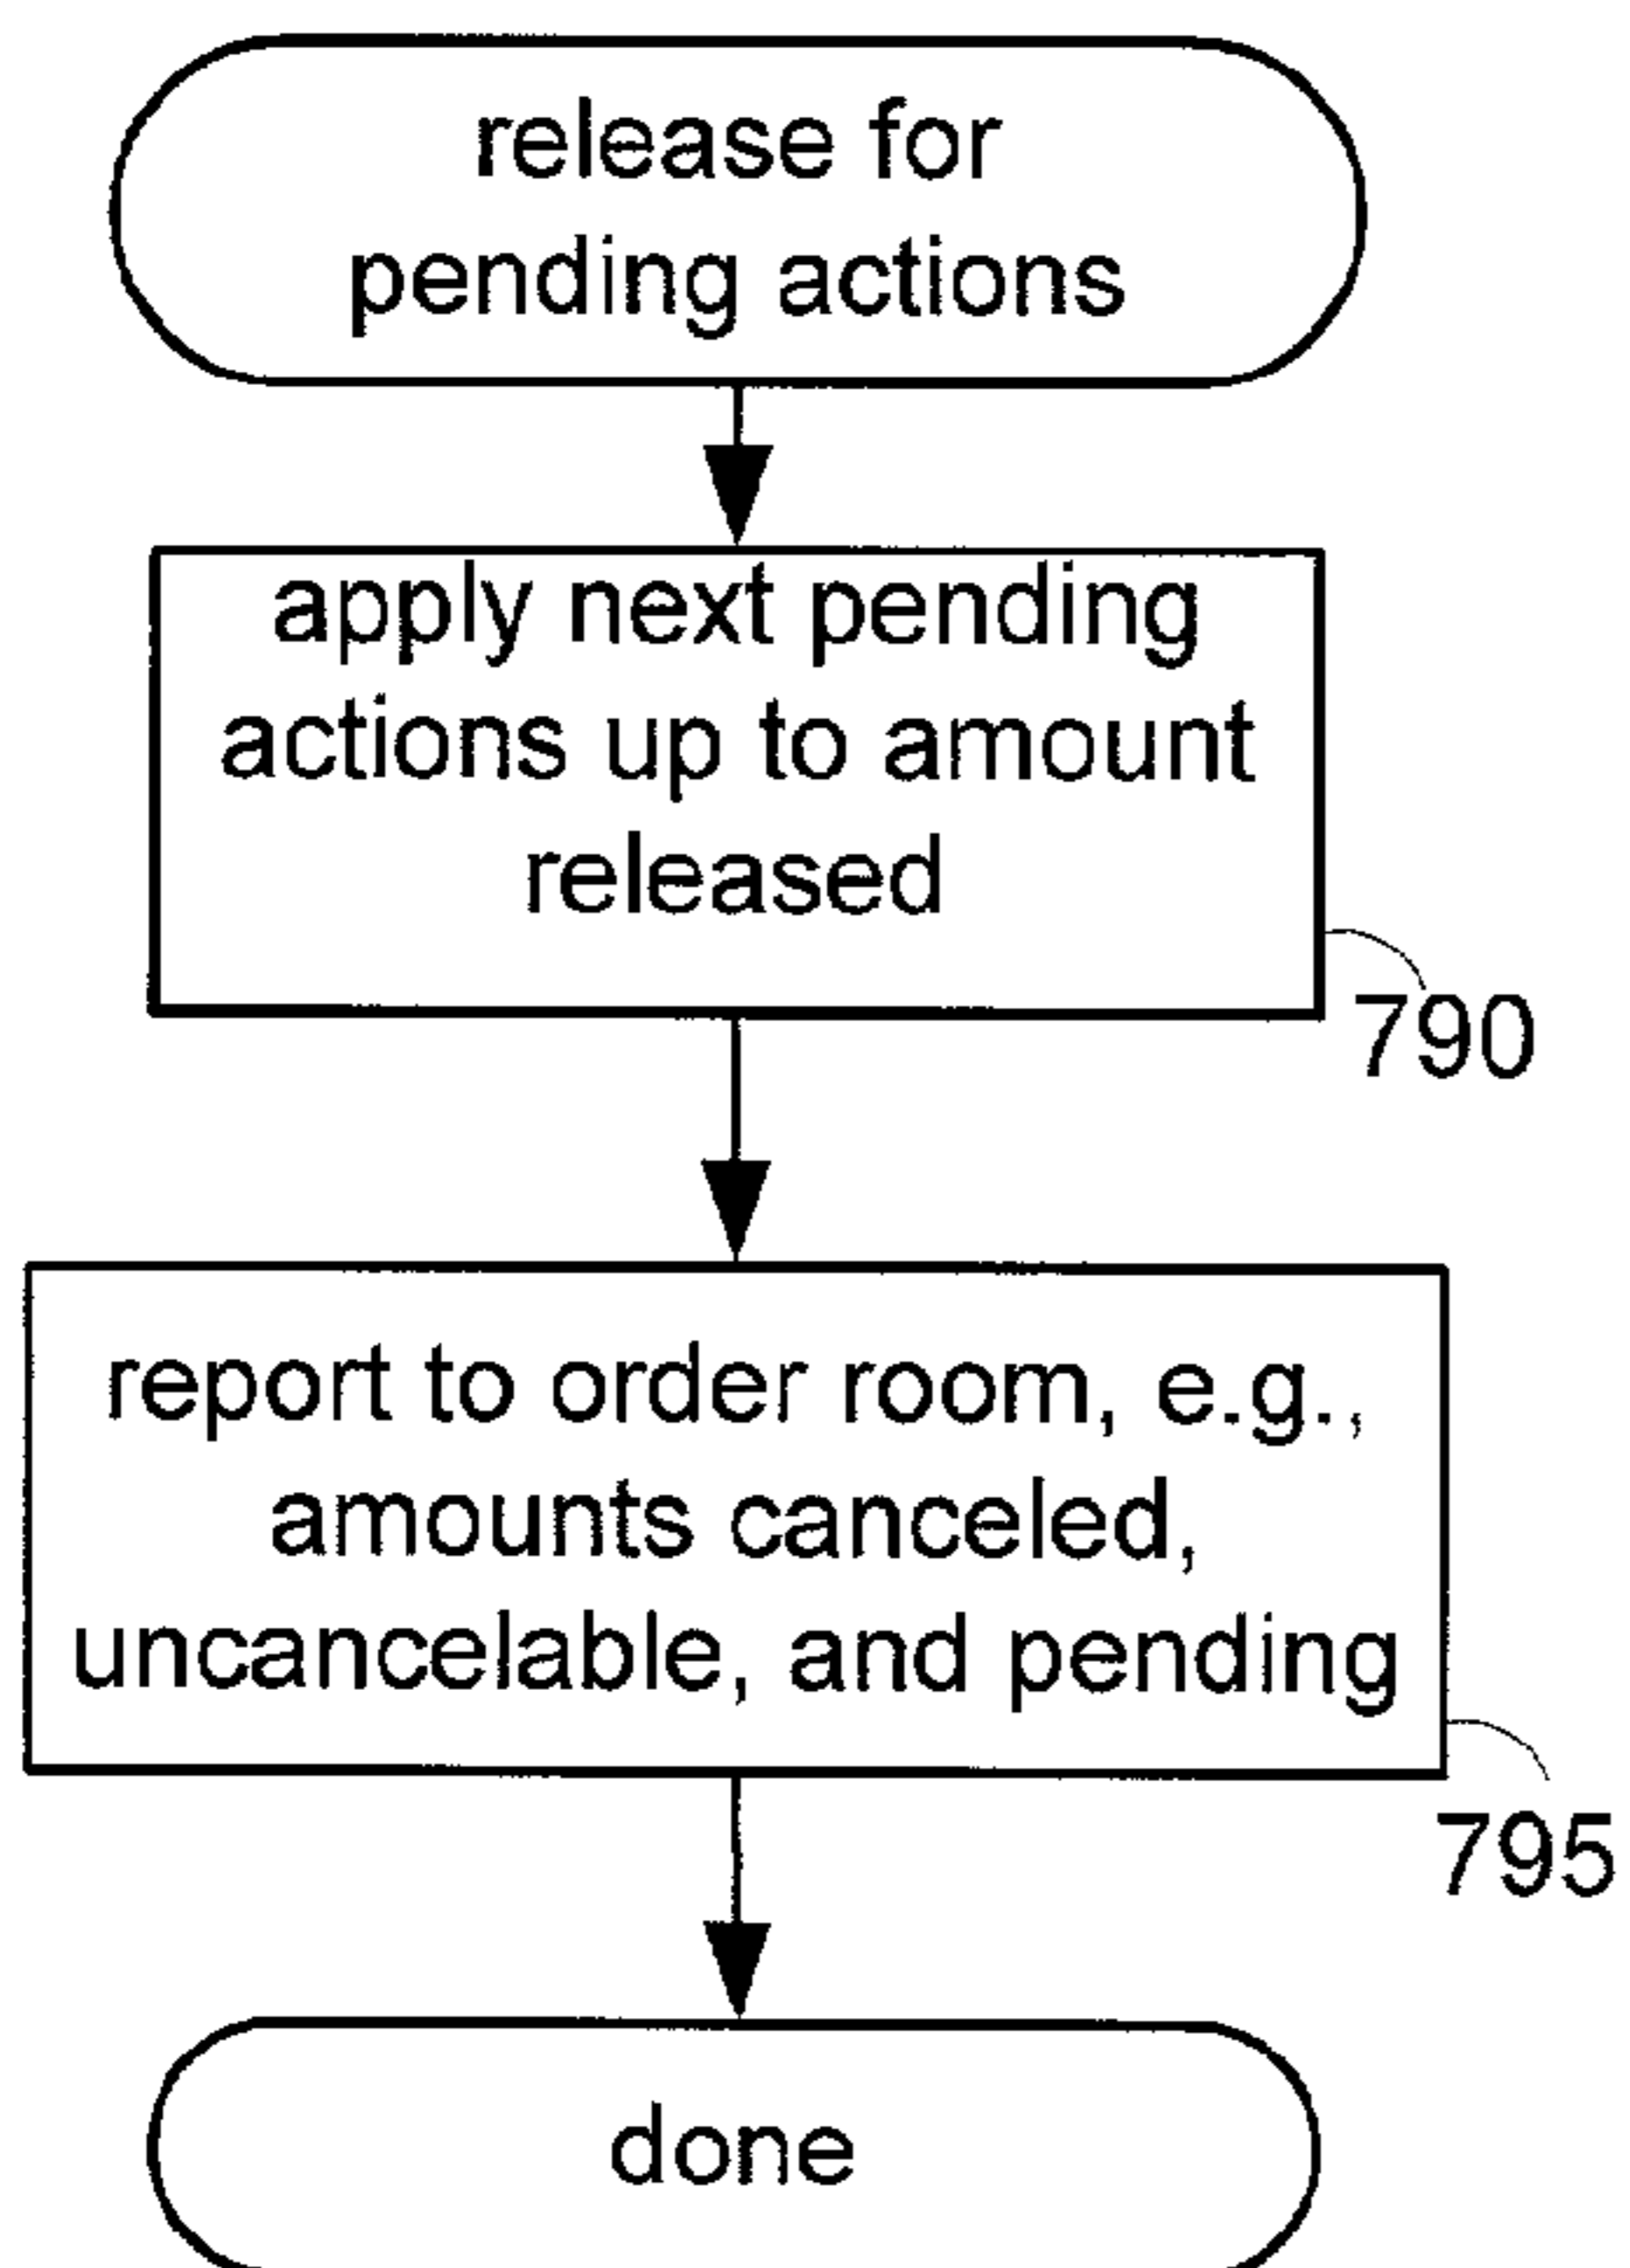 release for
pending actions
apply next pending
actions up to amount
released
790
report to order room, e.g.,
amounts canceled,
uncancelable, and pending
795
done